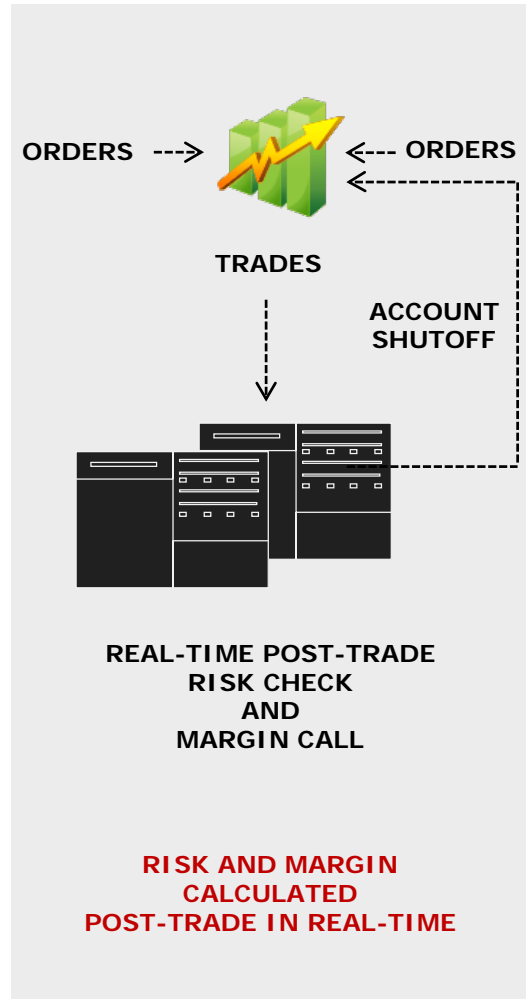 ORDERS
ORDERS
TRADES
ACCOUNT
SHUTOFF
REAL-TIME POST-TRADE
RISK CHECK
AND
MARGIN CALL
RISK AND MARGIN
CALCULATED
POST-TRADE IN REAL-TIME